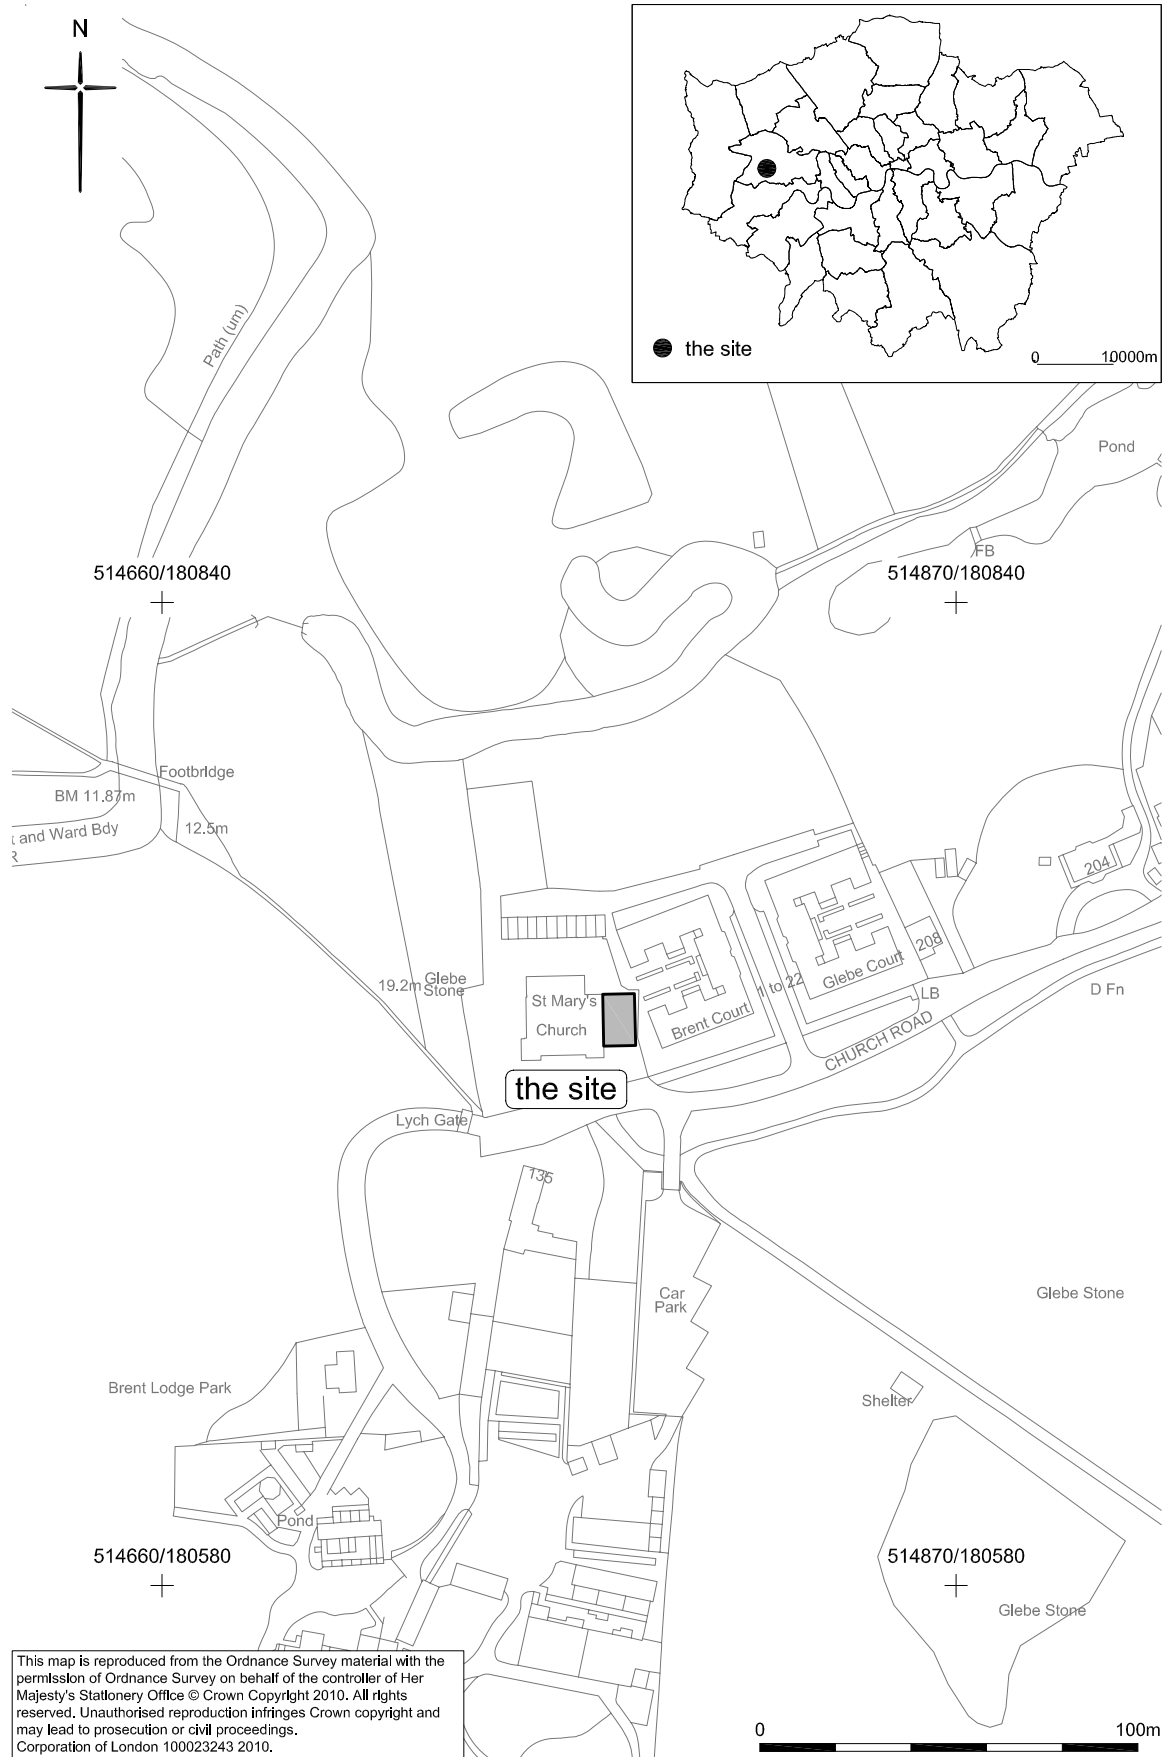 N
the site
0 10000m
Path (um)
Pond
FB
514660/180840
514870/180840
Footbridge
BM 11.87m
and Ward Bdy
R
12.5m
204
208
Glebe Court
1 to 22
19.2m
Glebe
Stone
St Mary's
Church
Brent Court
LB
D Fn
CHURCH ROAD
the site
Lych Gate
135
Car
Park
Glebe Stone
Brent Lodge Park
Shelter
Pond
514660/180580
514870/180580
Glebe Stone
This map is reproduced from the Ordnance Survey material with the
permission of Ordnance Survey on behalf of the controller of Her
Majesty's Stationery Office © Crown Copyright 2010. All rights
reserved. Unauthorised reproduction infringes Crown copyright and
may lead to prosecution or civil proceedings.
Corporation of London 100023243 2010.
0 100m